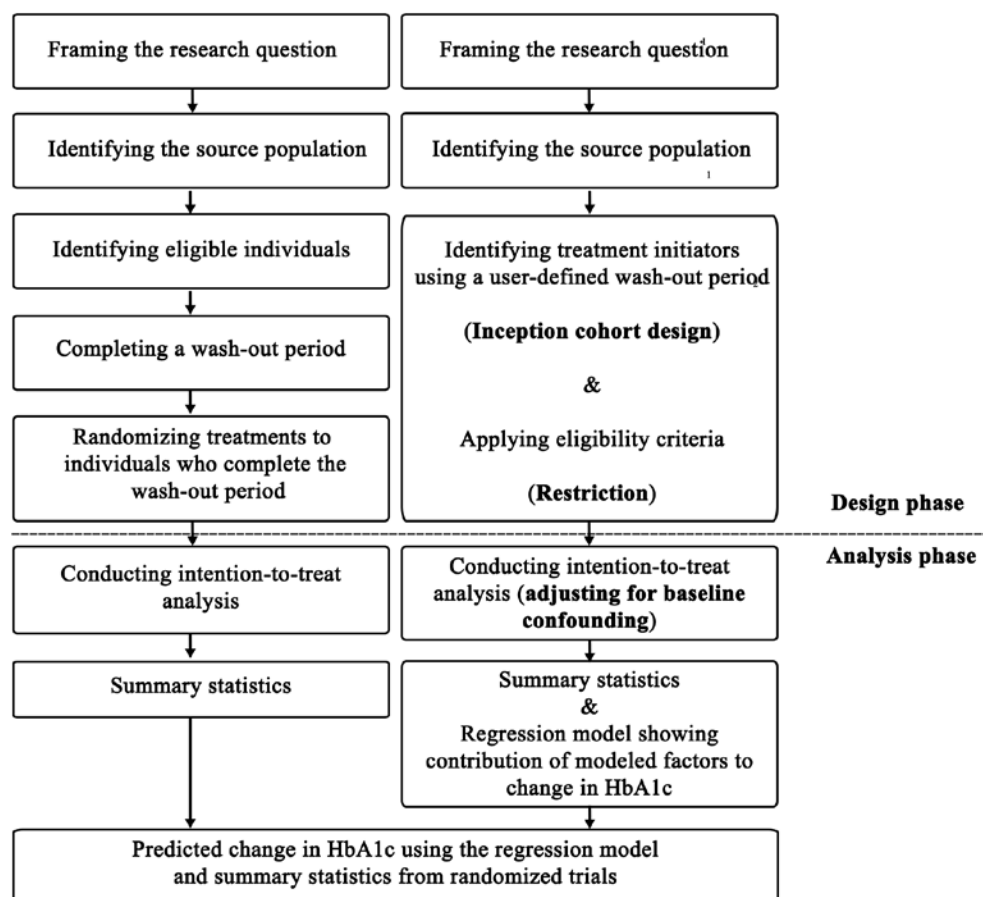 Framing the research question
Identifying the source population
Identifying eligible individuals
Completing a wash-out period
Randomizing treatments to
individuals who complete the
wash-out period
Conducting intention-to-treat
analysis
Summary statistics
Framing the research question
Identifying the source population
1
Identifying treatment initiators
using a user-defined wash-out period
(Inception cohort design)
&
Applying eligibility criteria
(Restriction)
Conducting intention-to-treat
analysis (adjusting for baseline
confounding)
Summary statistics
&
Regression model showing
contribution of modeled factors to
change in HbA1c
Predicted change in HbA1c using the regression model
and summary statistics from randomized trials
Design phase
Analysis phase